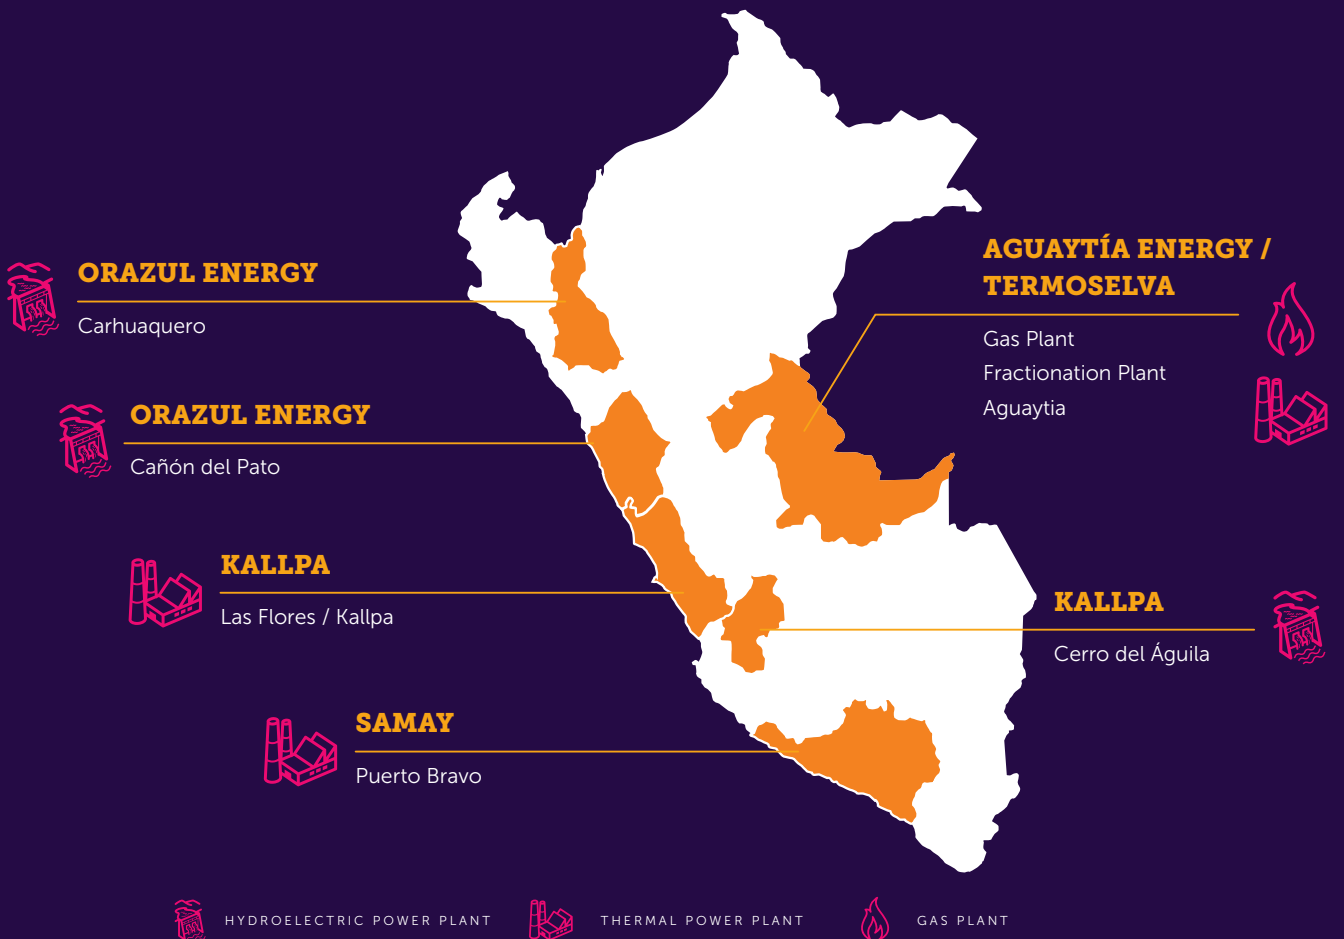 ORAZUL ENERGY
Carhuaquero
ORAZUL ENERGY
Cañón del Pato
KALLPA
Las Flores / Kallpa
SAMAY
Puerto Bravo
AGUAYTÍA ENERGY /
TERMOSELVA
Gas Plant
Fractionation Plant
Aguaytia
KALLPA
Cerro del Águila
HYDROELECTRIC POWER PLANT
THERMAL POWER PLANT
GAS PLANT